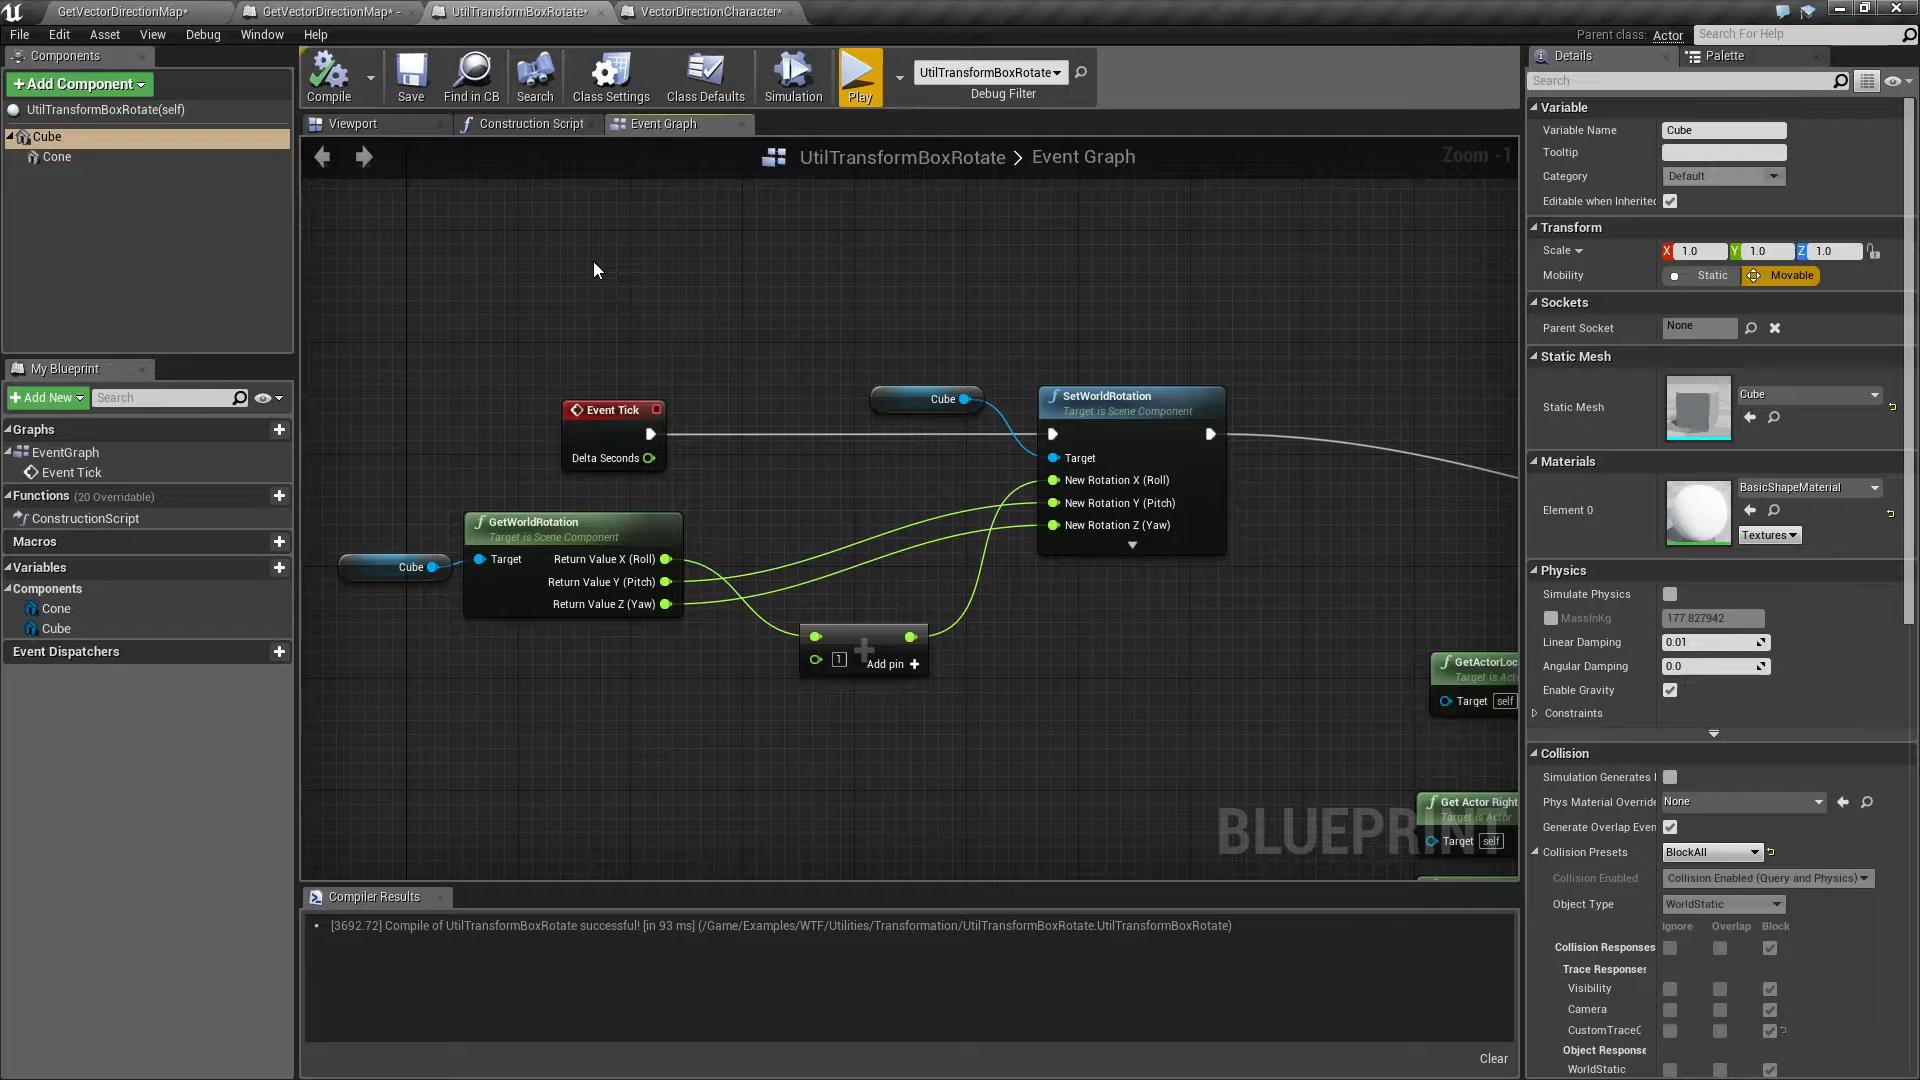 GetVectorDirectionMap*
GetVectorDirectionMap* -
UtilTransformBoxRotate*
VectorDirectionCharacter*
File Edit Asset View Debug Window Help
Parent class: Actor
Search For Help
Components
+Add Component
UtilTransformBoxRotate(self)
Cube
Cone
My Blueprint
+Add New
Search
Graphs
EventGraph
Event Tick
Functions (20 Overridable)
ConstructionScript
Macros
Variables
Components
Cone
Cube
Event Dispatchers
Compile
Save
Find in CB
Search
Class Settings
Class Defaults
Simulation
Play
UtilTransformBoxRotate
Debug Filter
Viewport
Construction Script
Event Graph
UtilTransformBoxRotate > Event Graph
Zoom -1
Event Tick
Delta Seconds
Cube
SetWorldRotation
Target is Scene Component
Target
New Rotation X (Roll)
New Rotation Y (Pitch)
New Rotation Z (Yaw)
GetWorldRotation
Target is Scene Component
Cube
Target
Return Value X (Roll)
Return Value Y (Pitch)
Return Value Z (Yaw)
1
Add pin +
GetActorLoc
Target is Act
Target self
Get Actor Right
Target is Actor
Target self
BLUEPRINT
Compiler Results
[3692.72] Compile of UtilTransformBoxRotate successful! [in 93 ms] (/Game/Examples/WTF/Utilities/Transformation/UtilTransformBoxRotate.UtilTransformBoxRotate)
Clear
Details
Palette
Search
Variable
Variable Name Cube
Tooltip
Category Default
Editable when Inherited
Transform
Scale X 1.0 Y 1.0 Z 1.0
Mobility Static Movable
Sockets
Parent Socket None
Static Mesh
Static Mesh Cube
Materials
Element 0 BasicShapeMaterial
Textures
Physics
Simulate Physics
MassInKg 177.827942
Linear Damping 0.01
Angular Damping 0.0
Enable Gravity
Constraints
Collision
Simulation Generates
Phys Material Override None
Generate Overlap Even
Collision Presets BlockAll
Collision Enabled Collision Enabled (Query and Physics)
Object Type WorldStatic
Ignore Overlap Block
Collision Responses
Trace Responses
Visibility
Camera
CustomTraceC
Object Response
WorldStatic